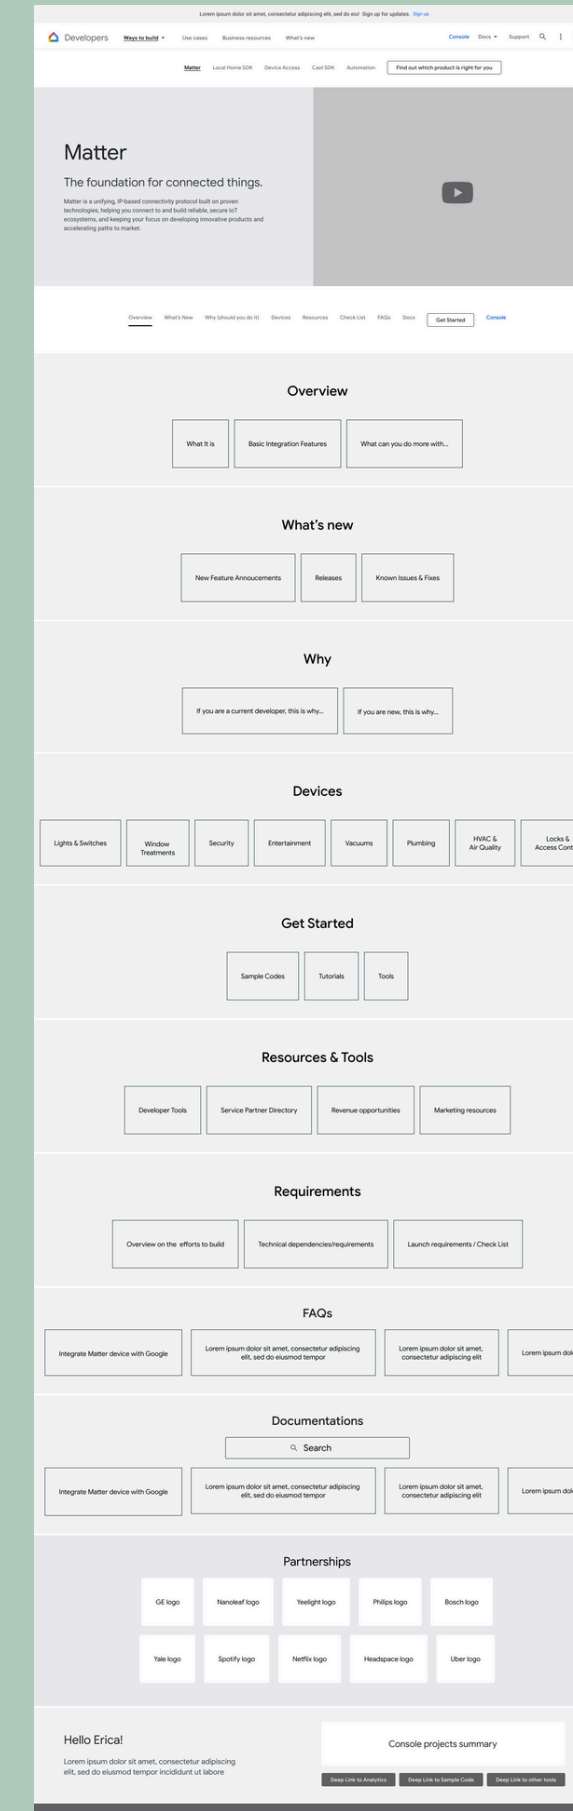 Lorem ipsum dolor sit amet, consectetur adipiscing elit, sed do eiu! Sign up for updates. Sign up
Developers Ways to build Use cases Business resources What's new Console Docs Support
Matter Local Home SDK Device Access Cast SDK Automation Find out which product is right for you
Matter
The foundation for connected things.
Matter is a unifying, IP-based connectivity protocol built on proven
technologies, helping you connect to and build reliable, secure IoT
ecosystems, and keeping your focus on developing innovative products and
accelerating paths to market.
Overview What's New Why (should you do it) Devices Resources Check List FAQs Docs Get Started Console
Overview
What It is Basic Integration Features What can you do more with...
What's new
New Feature Annoucements Releases Known Issues & Fixes
Why
If you are a current developer, this is why... If you are new, this is why...
Devices
Lights & Switches Window Treatments Security Entertainment Vacuums Plumbing HVAC & Air Quality Locks & Access Cont
Get Started
Sample Codes Tutorials Tools
Resources & Tools
Developer Tools Service Partner Directory Revenue opportunities Marketing resources
Requirements
Overview on the efforts to build Technical dependencies/requirements Launch requirements / Check List
FAQs
Integrate Matter device with Google Lorem ipsum dolor sit amet, consectetur adipiscing elit, sed do eiusmod tempor Lorem ipsum dolor sit amet, consectetur adipiscing elit Lorem ipsum dol
Documentations
Search
Integrate Matter device with Google Lorem ipsum dolor sit amet, consectetur adipiscing elit, sed do eiusmod tempor Lorem ipsum dolor sit amet, consectetur adipiscing elit Lorem ipsum dol
Partnerships
GE logo Nanoleaf logo Yeelight logo Philips logo Bosch logo
Yale logo Spotify logo Netflix logo Headspace logo Uber logo
Hello Erica!
Lorem ipsum dolor sit amet, consectetur adipiscing
elit, sed do eiusmod tempor incididunt ut labore
Console projects summary
Deep Link to Analytics Deep Link to Sample Code Deep Link to other tools